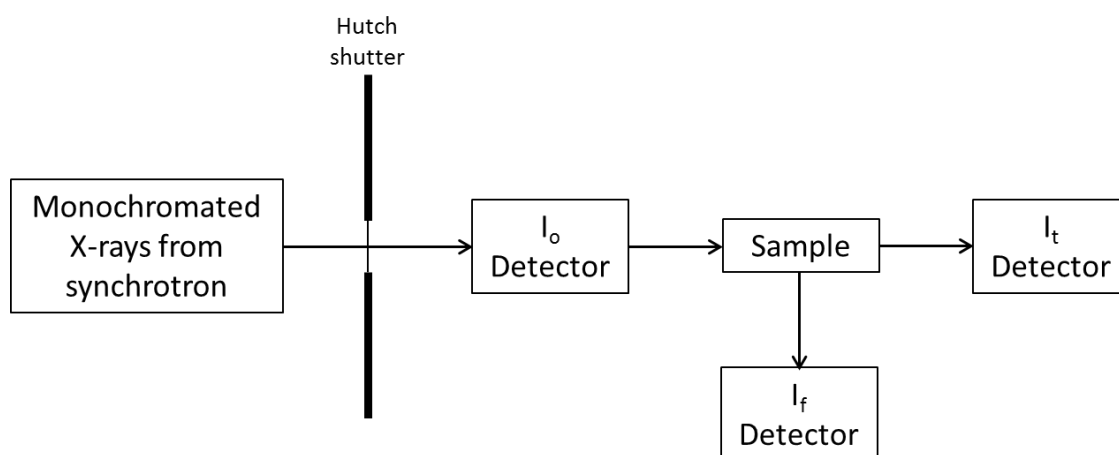 Hutch
shutter
Monochromated
X-rays from
synchrotron
Io
Detector
Sample
It
Detector
If
Detector